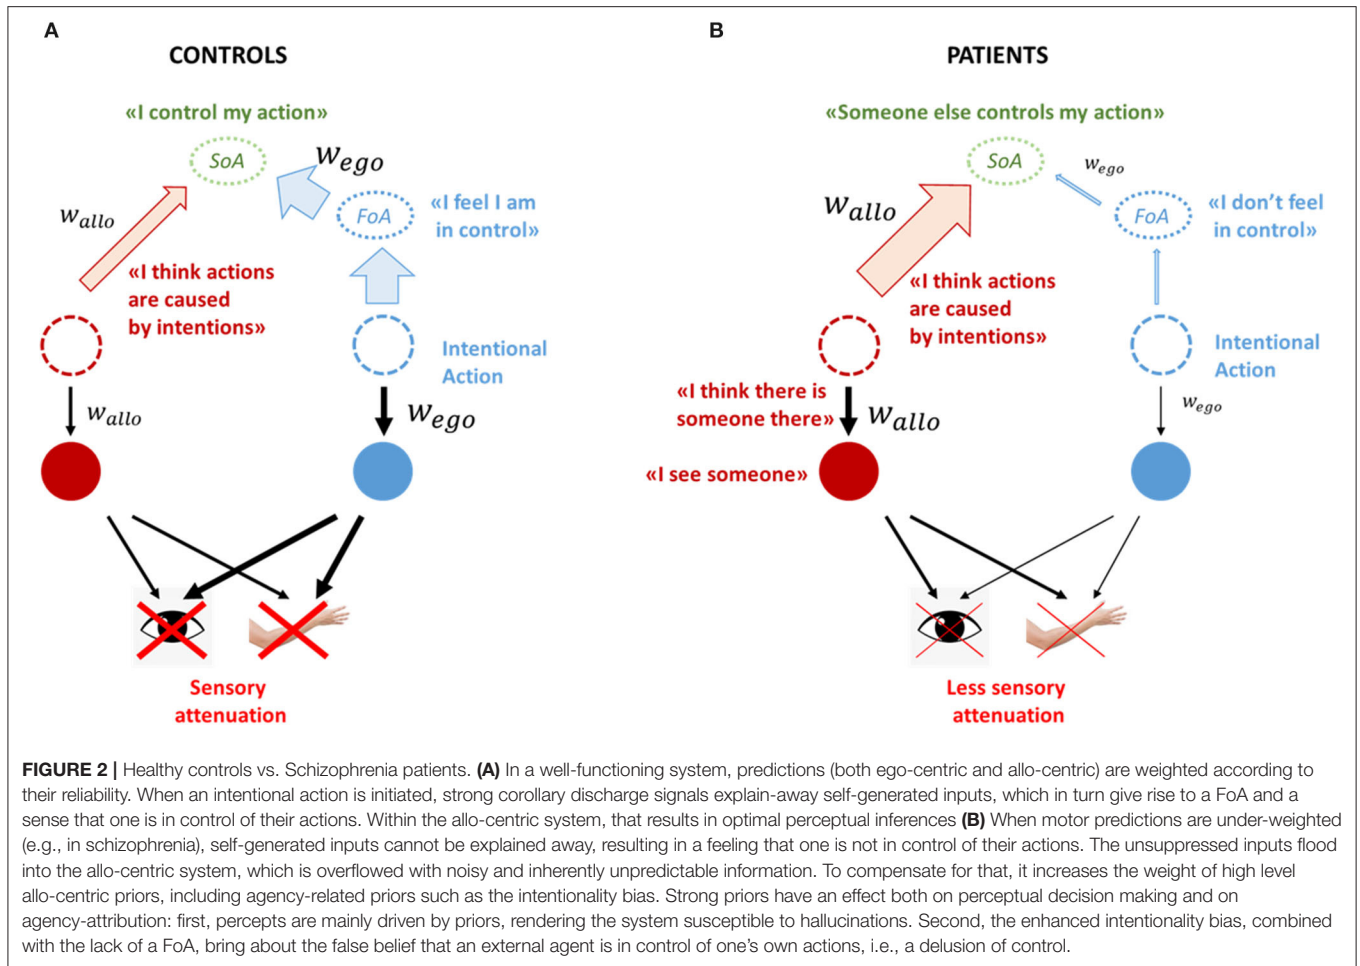 A
CONTROLS
«I control my action»
SoA
wego
wallo
FoA
«I feel I am
in control»
«I think actions
are caused
by intentions»
Intentional
Action
wallo
wego
Sensory
attenuation
B
PATIENTS
«Someone else controls my action»
SoA
wego
wallo
FoA
«I don't feel
in control»
«I think actions
are caused
by intentions»
Intentional
Action
«I think there is
someone there»
wallo
wego
«I see someone»
Less sensory
attenuation
FIGURE 2 | Healthy controls vs. Schizophrenia patients. (A) In a well-functioning system, predictions (both ego-centric and allo-centric) are weighted according to
their reliability. When an intentional action is initiated, strong corollary discharge signals explain-away self-generated inputs, which in turn give rise to a FoA and a
sense that one is in control of their actions. Within the allo-centric system, that results in optimal perceptual inferences (B) When motor predictions are under-weighted
(e.g., in schizophrenia), self-generated inputs cannot be explained away, resulting in a feeling that one is not in control of their actions. The unsuppressed inputs flood
into the allo-centric system, which is overflowed with noisy and inherently unpredictable information. To compensate for that, it increases the weight of high level
allo-centric priors, including agency-related priors such as the intentionality bias. Strong priors have an effect both on perceptual decision making and on
agency-attribution: first, percepts are mainly driven by priors, rendering the system susceptible to hallucinations. Second, the enhanced intentionality bias, combined
with the lack of a FoA, bring about the false belief that an external agent is in control of one's own actions, i.e., a delusion of control.